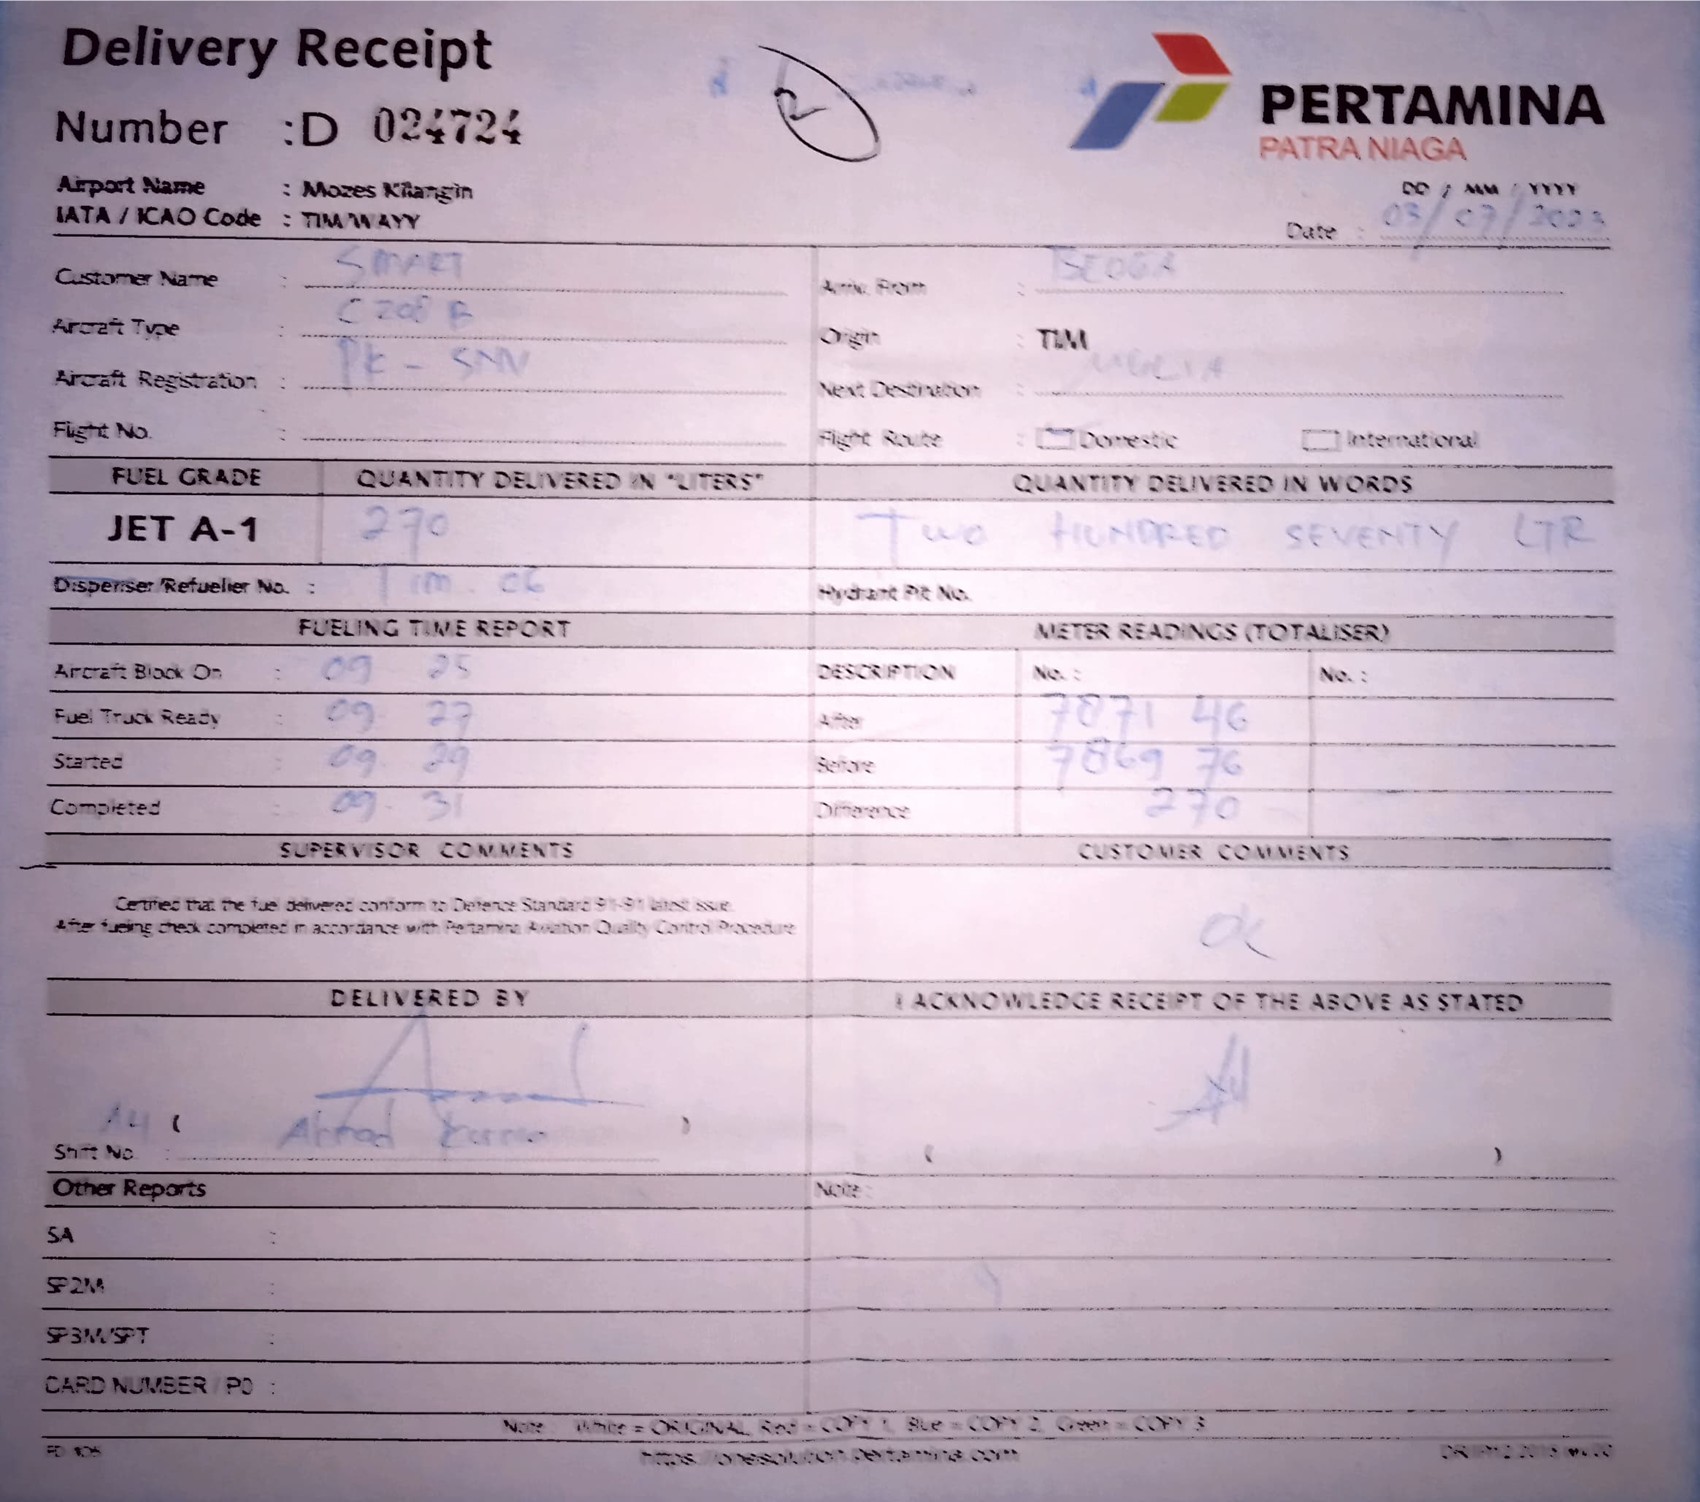 Delivery Receipt
Number : D 024724
2
PERTAMINA
PATRA NIAGA
Airport Name : Mozes Kilangin
IATA / ICAO Code : TIM/WAYY
DD / MM / YYYY
Date : 03/07/2023
Customer Name : SMART
Arriv. From : BEOGA
Aircraft Type : C 208 B
Origin : TIM
Aircraft Registration : PK - SNV
Next Destination :
Flight No. :
Flight Route : Domestic International
FUEL GRADE QUANTITY DELIVERED IN "LITERS" QUANTITY DELIVERED IN WORDS
JET A-1 270 Two HUNDRED SEVENTY LTR
Dispenser/Refueller No. : Tim. 06
Hydrant Pit No.
FUELING TIME REPORT METER READINGS (TOTALISER)
Aircraft Block On : 09 25 DESCRIPTION No. : No. :
Fuel Truck Ready : 09. 27 After 7871 46
Started : 09. 29 Before 7869 76
Completed : 09. 31 Difference 270
SUPERVISOR COMMENTS CUSTOMER COMMENTS
Certified that the fuel delivered conform to Defence Standard 91-91 latest issue.
After fueling check completed in accordance with Pertamina Aviation Quality Control Procedure
Ok
DELIVERED BY I ACKNOWLEDGE RECEIPT OF THE ABOVE AS STATED
( )
Shift No. :
( )
Other Reports Note :
SA :
SP2M :
SP3M/SPT :
CARD NUMBER / PO :
Note : White = ORIGINAL, Red = COPY 1, Blue = COPY 2, Green = COPY 3
https://onesolution.pertamina.com